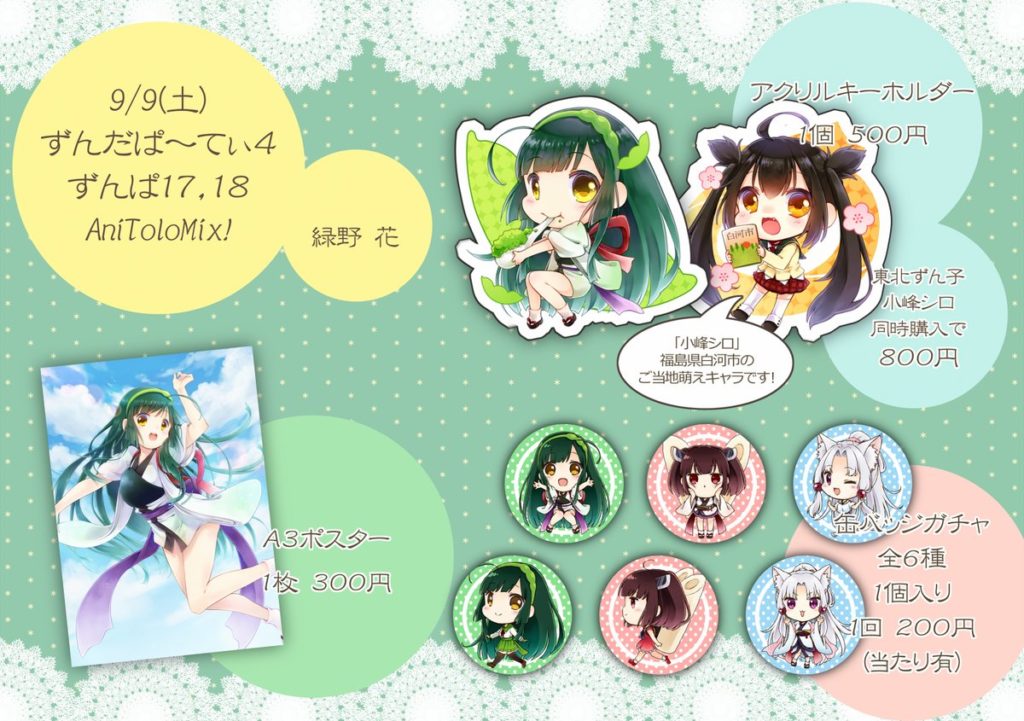 9/9(土)
ずんだぱ～てぃ4
ずんぱ17,18
AniToloMix!
緑野 花
アクリルキーホルダー
1個 500円
白河市
東北ずん子
小峰シロ
同時購入で
800円
「小峰シロ」
福島県白河市の
ご当地萌えキャラです!
A3ポスター
1枚 300円
缶バッジガチャ
全6種
1個入り
1回 200円
(当たり有)